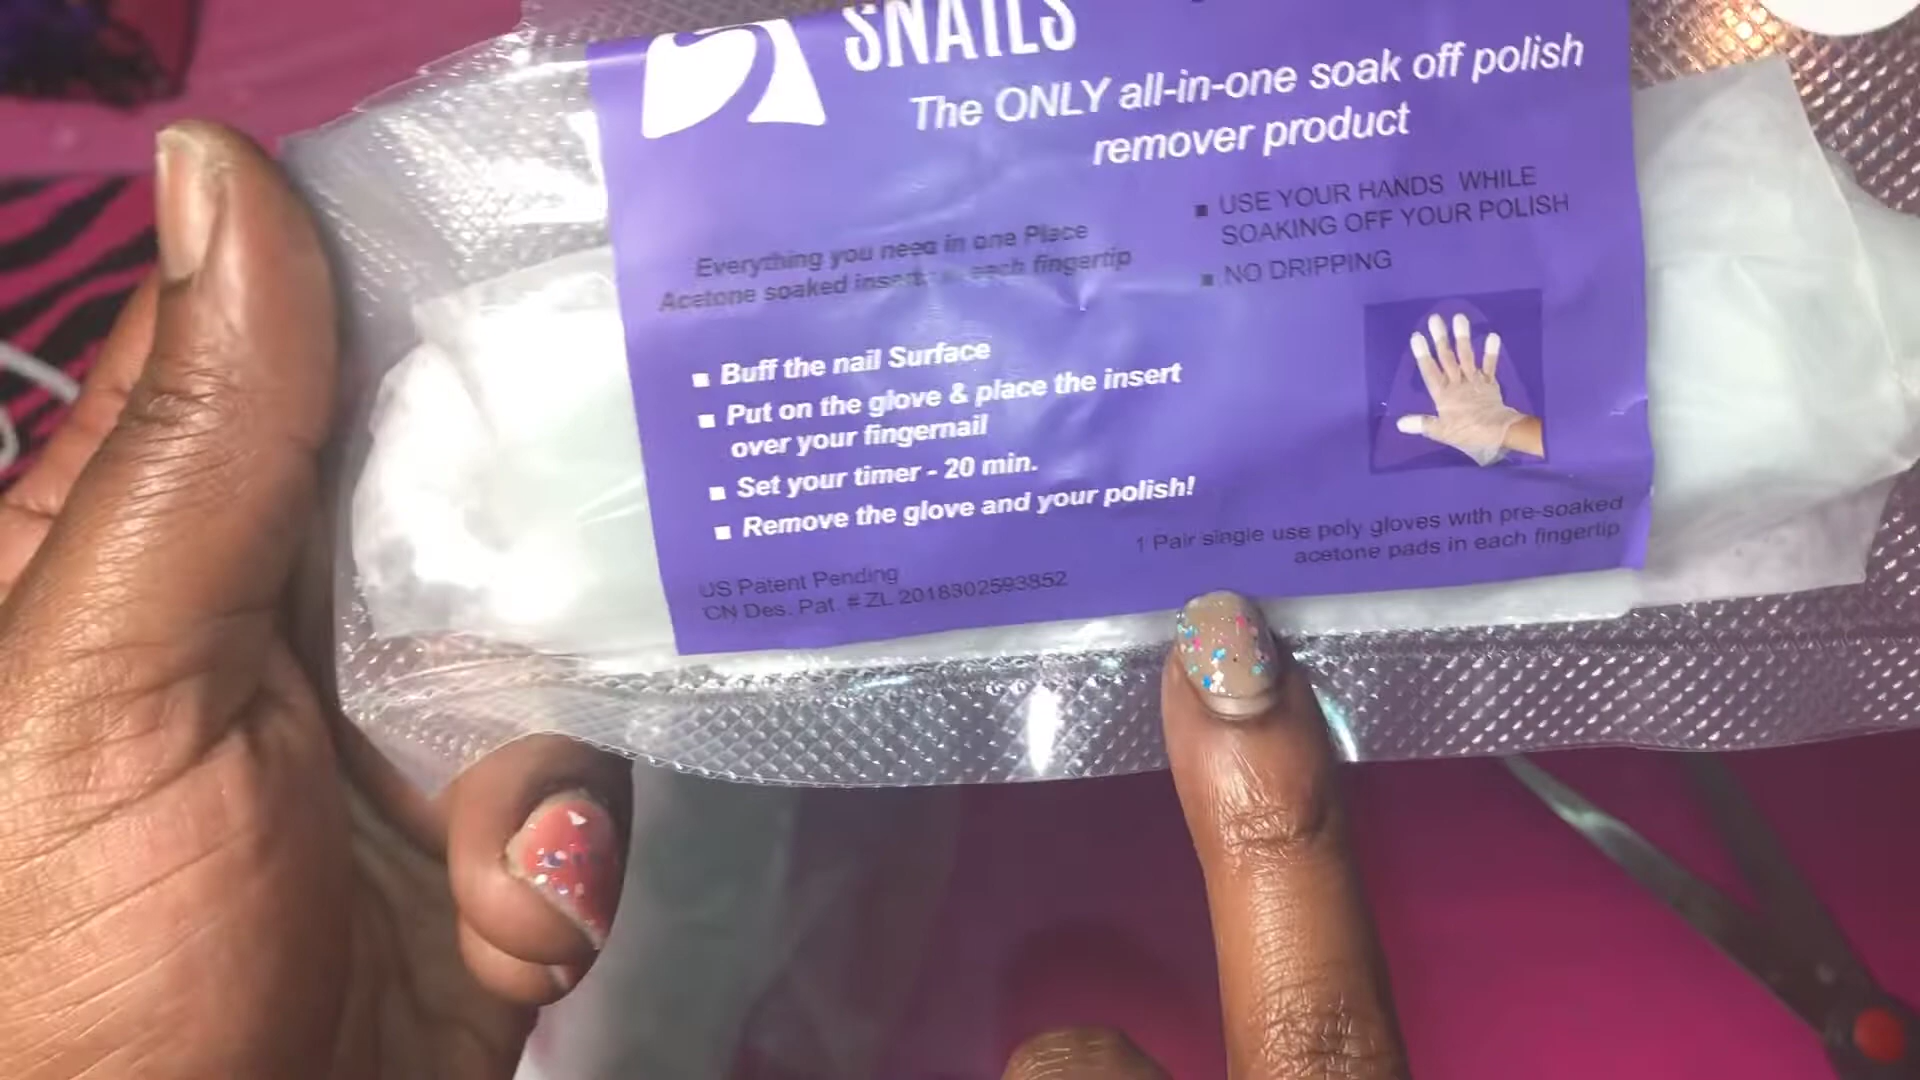 SNAILS
The ONLY all-in-one soak off polish
remover product
Everything you need in one Place
Acetone soaked each fingertip
■ USE YOUR HANDS WHILE
SOAKING OFF YOUR POLISH
■ NO DRIPPING
■ Buff the nail Surface
■ Put on the glove & place the insert
over your fingernail
■ Set your timer - 20 min.
■ Remove the glove and your polish!
1 Pair single use poly gloves with pre-soaked
acetone pads in each fingertip
US Patent Pending
CN Des. Pat. # ZL 2018302593852